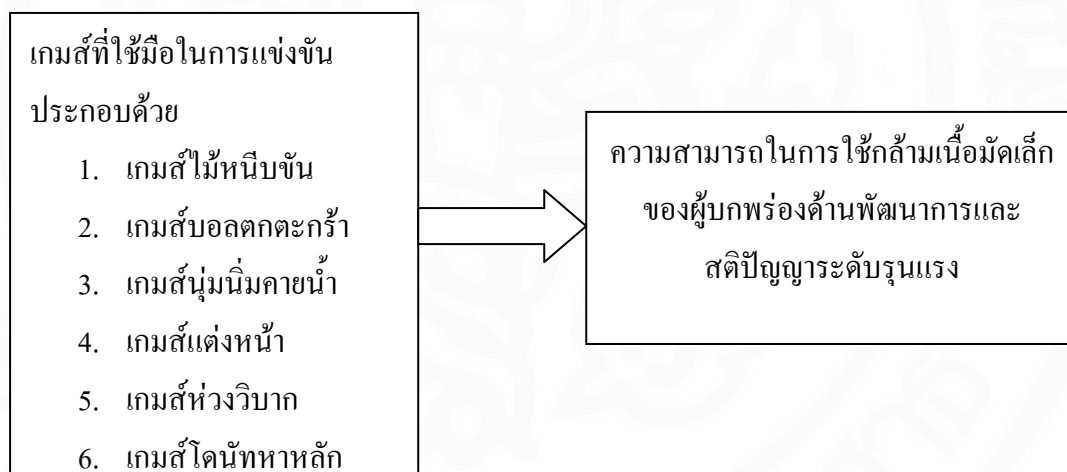 เกมส์ที่ใช้มือในการแข่งขัน
ประกอบด้วย
1. เกมส์ไม้หนีบขัน
2. เกมส์บอลตกตะกร้า
3. เกมส์นุ่มนิ่มคายน้ำ
4. เกมส์แต่งหน้า
5. เกมส์ห่วงวิบาก
6. เกมส์โดนัทหาหลัก
ความสามารถในการใช้กล้ามเนื้อมัดเล็ก
ของผู้บกพร่องด้านพัฒนาการและ
สติปัญญาระดับรุนแรง